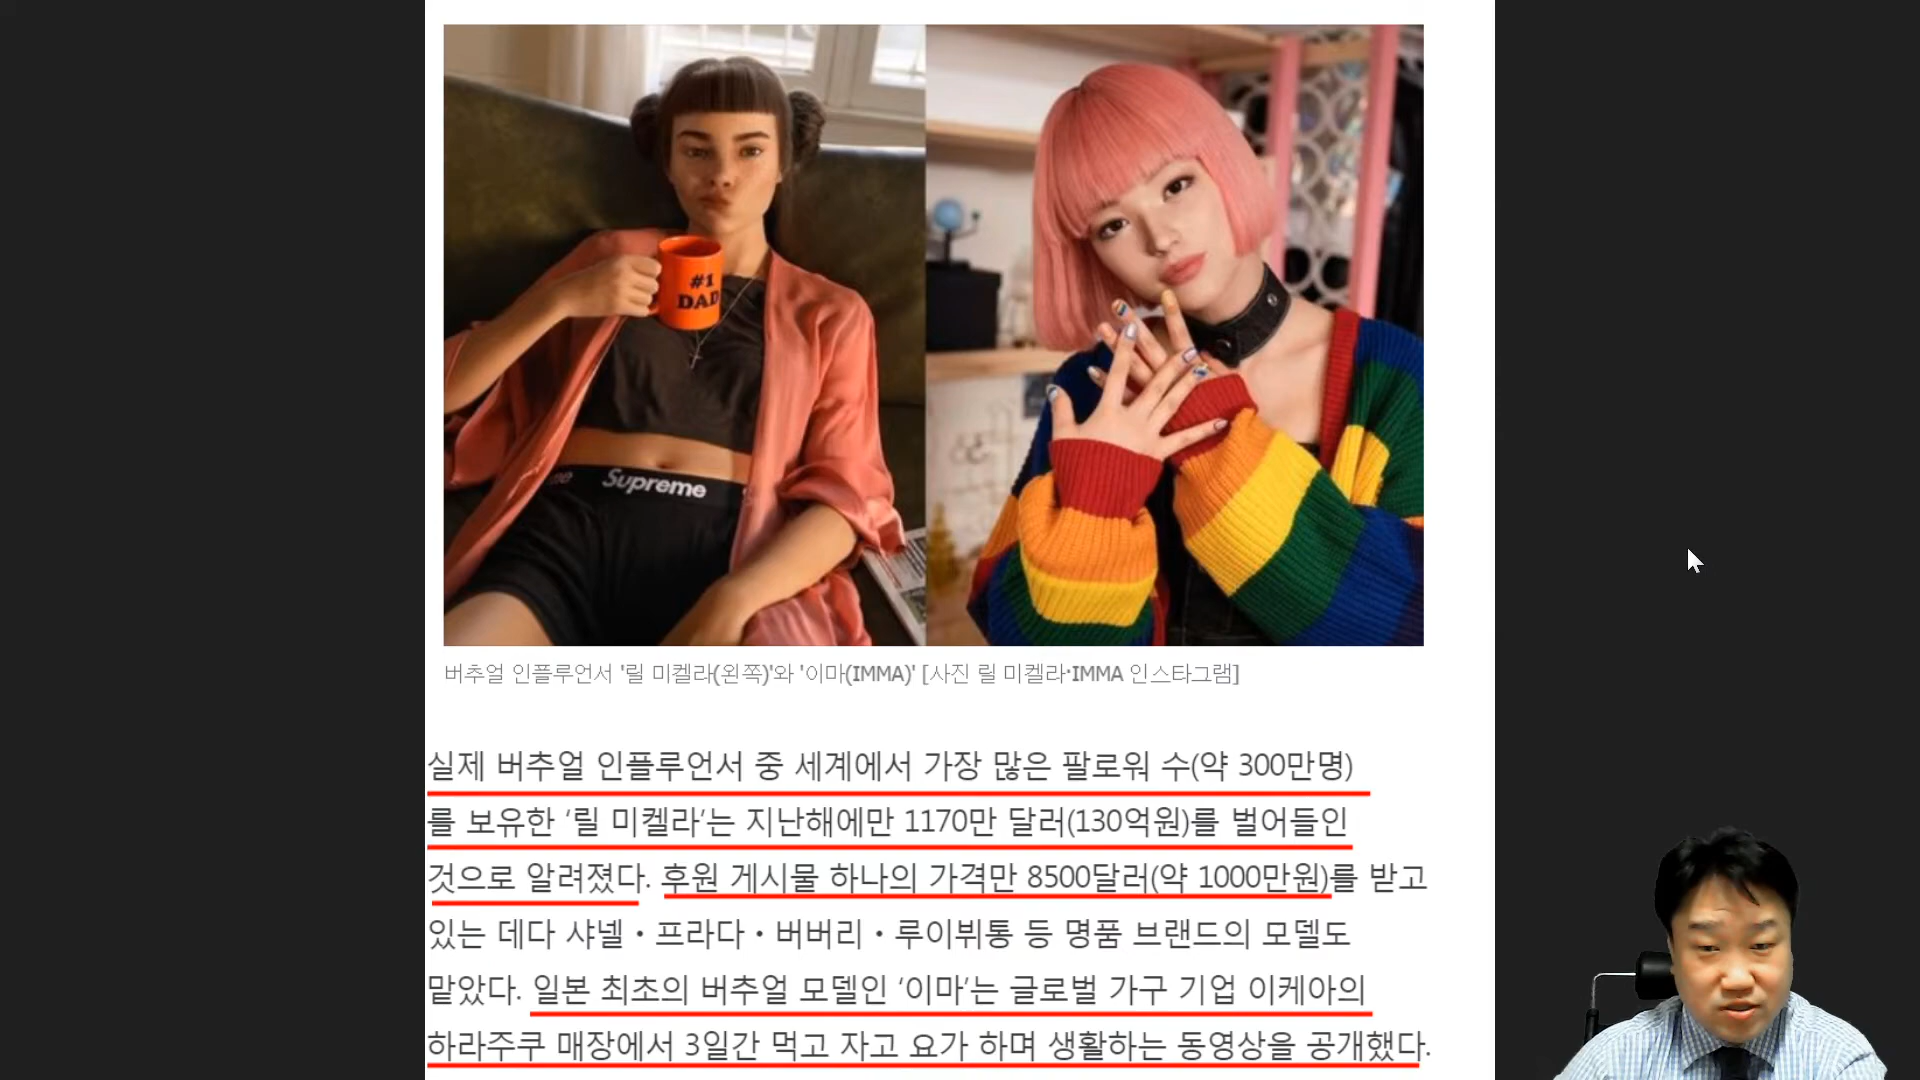 #1
DAD
me Supreme
버추얼 인플루언서 '릴 미켈라(왼쪽)'와 '이마(IMMA)' [사진 릴 미켈라·IMMA 인스타그램]
실제 버추얼 인플루언서 중 세계에서 가장 많은 팔로워 수(약 300만명)
를 보유한 ‘릴 미켈라’는 지난해에만 1170만 달러(130억원)를 벌어들인
것으로 알려졌다. 후원 게시물 하나의 가격만 8500달러(약 1000만원)를 받고
있는 데다 샤넬・프라다・버버리・루이뷔통 등 명품 브랜드의 모델도
맡았다. 일본 최초의 버추얼 모델인 ‘이마’는 글로벌 가구 기업 이케아의
하라주쿠 매장에서 3일간 먹고 자고 요가 하며 생활하는 동영상을 공개했다.